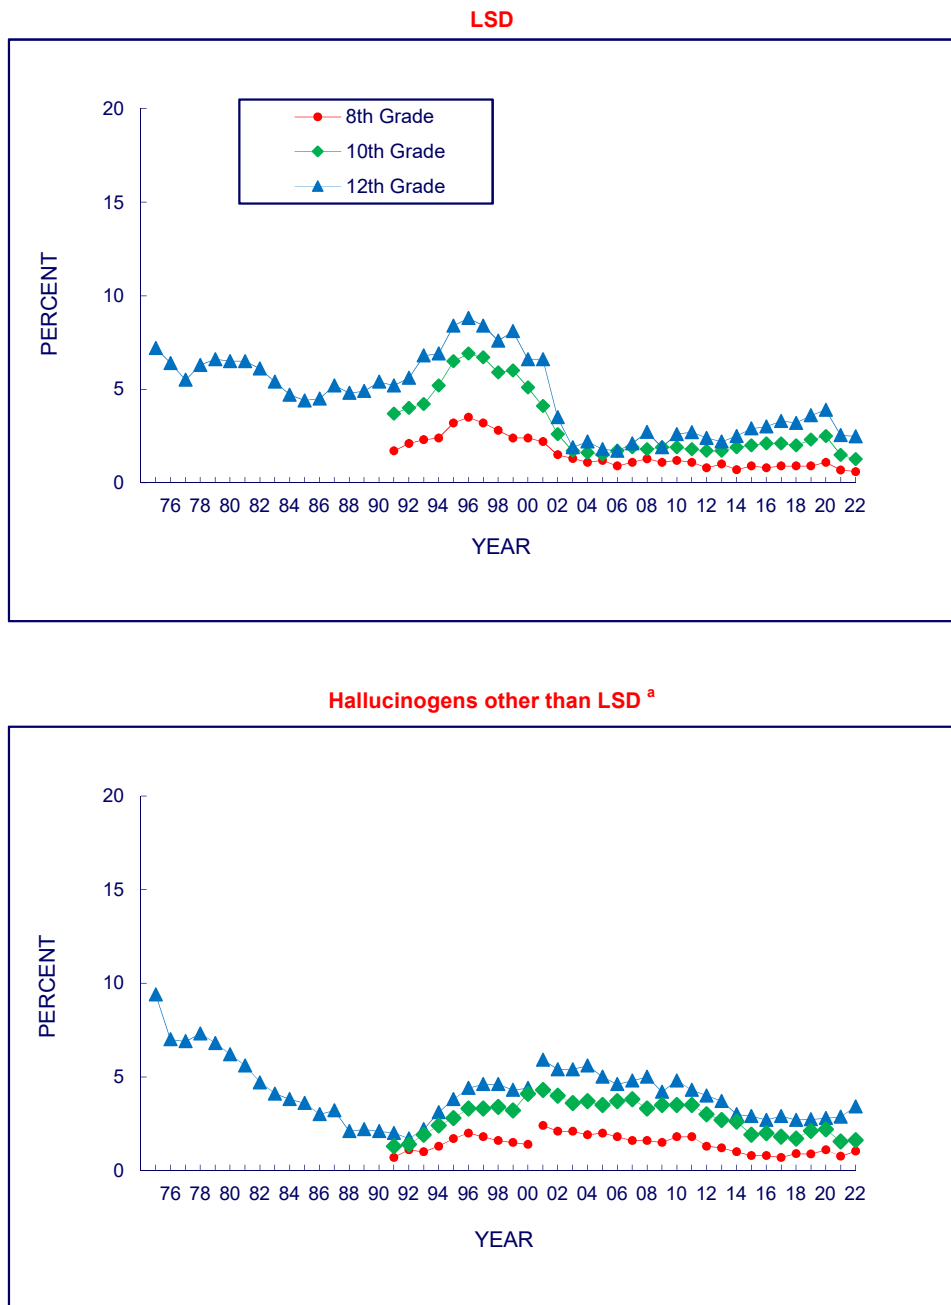 LSD
20
15
10
5
0
PERCENT
8th Grade
10th Grade
12th Grade
76 78 80 82 84 86 88 90 92 94 96 98 00 02 04 06 08 10 12 14 16 18 20 22
YEAR
Hallucinogens other than LSD a
20
15
10
5
0
PERCENT
76 78 80 82 84 86 88 90 92 94 96 98 00 02 04 06 08 10 12 14 16 18 20 22
YEAR